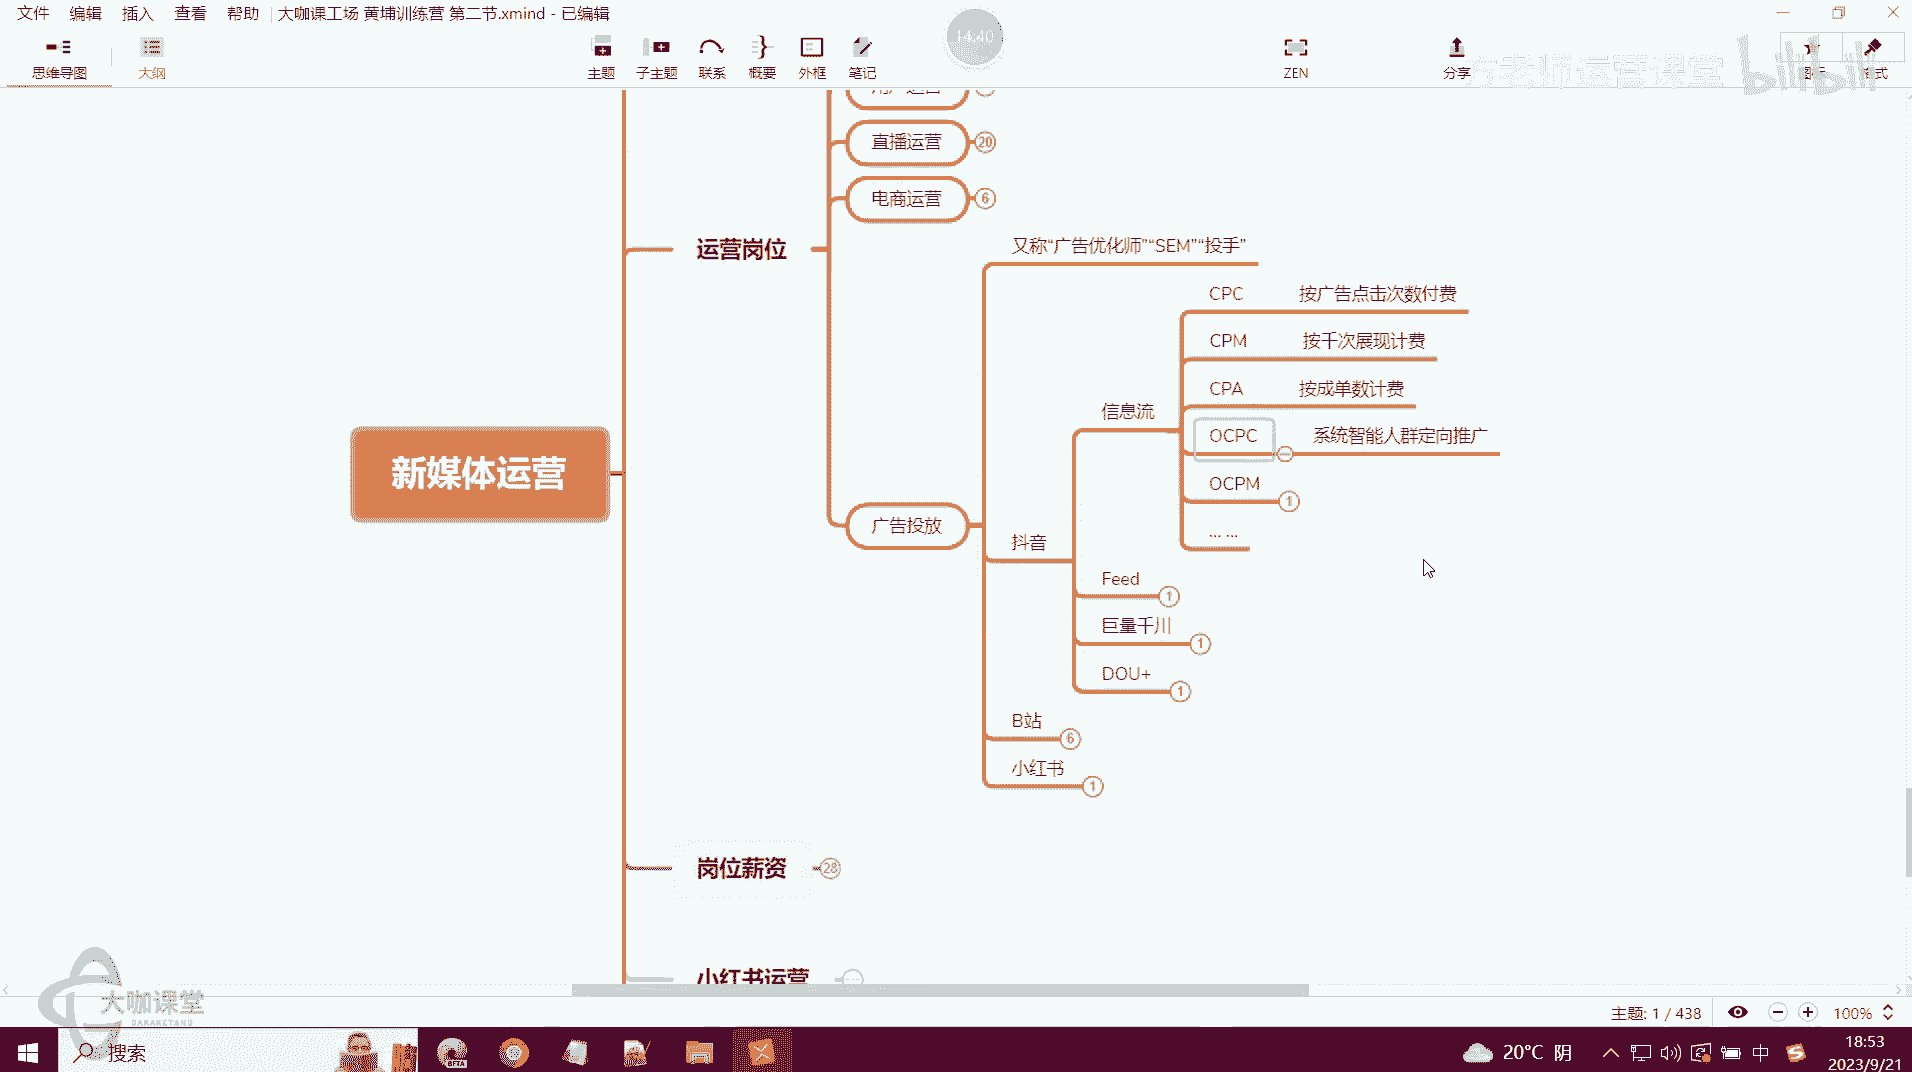 文件 编辑 插入 查看 帮助 大咖课工场 黄埔训练营 第二节.xmind - 已编辑
思维导图 大纲 主题 子主题 联系 概要 外框 笔记 14:40 ZEN 分享
老师运营课堂 bilibili
直播运营 20
电商运营 6
运营岗位
又称“广告优化师”“SEM”“投手”
CPC 按广告点击次数付费
CPM 按千次展现计费
CPA 按成单数计费
信息流
OCPC 系统智能人群定向推广
新媒体运营
OCPM 1
广告投放
... ...
抖音
Feed 1
巨量千川 1
DOU+ 1
B站 6
小红书 1
岗位薪资 28
小红书运营
大咖课堂
DAKAKETANG
主题: 1 / 438 100%
搜索
20°C 阴
中
18:53
2023/9/21